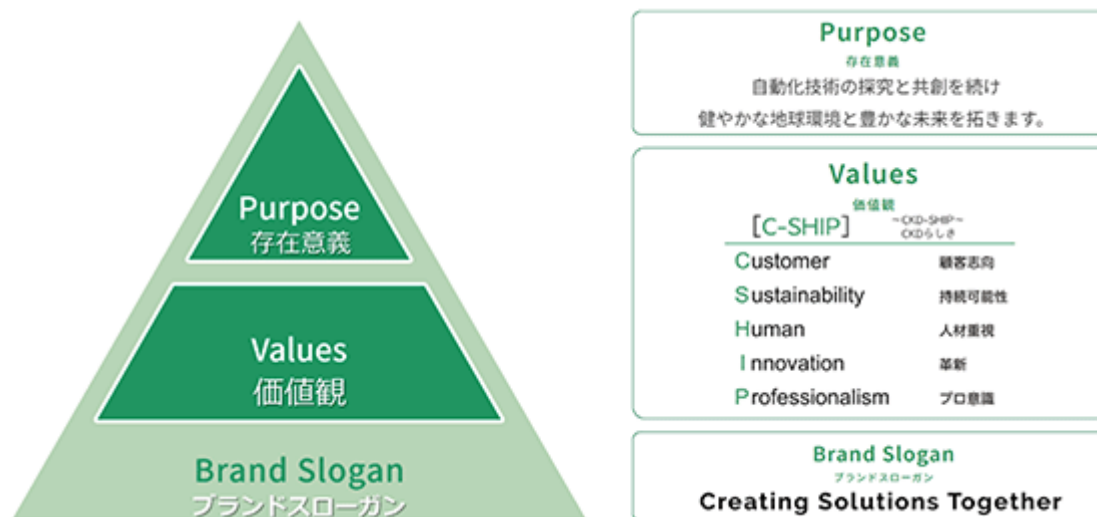 Purpose
存在意義
Values
価値観
Brand Slogan
ブランドスローガン
Purpose
存在意義
自動化技術の探究と共創を続け
健やかな地球環境と豊かな未来を拓きます。
Values
価値観
[C-SHIP] ~CKD-SHIP~
CKDらしさ
Customer 顧客志向
Sustainability 持続可能性
Human 人材重視
Innovation 革新
Professionalism プロ意識
Brand Slogan
ブランドスローガン
Creating Solutions Together